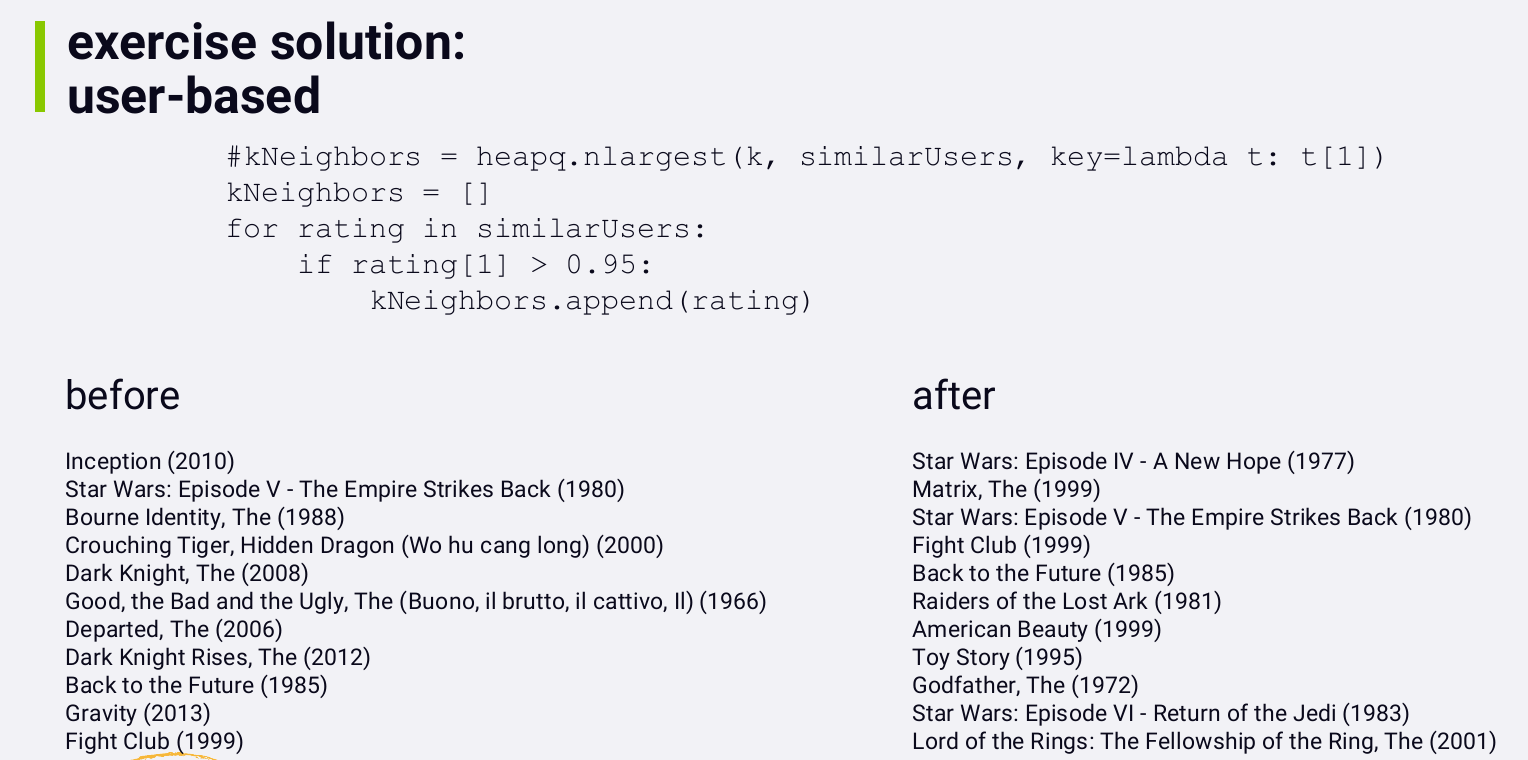 exercise solution:
user-based
#kNeighbors = heapq.nlargest(k, similarUsers, key=lambda t: t[1])
kNeighbors = []
for rating in similarUsers:
    if rating[1] > 0.95:
        kNeighbors.append(rating)
before
Inception (2010)
Star Wars: Episode V - The Empire Strikes Back (1980)
Bourne Identity, The (1988)
Crouching Tiger, Hidden Dragon (Wo hu cang long) (2000)
Dark Knight, The (2008)
Good, the Bad and the Ugly, The (Buono, il brutto, il cattivo, Il) (1966)
Departed, The (2006)
Dark Knight Rises, The (2012)
Back to the Future (1985)
Gravity (2013)
Fight Club (1999)
after
Star Wars: Episode IV - A New Hope (1977)
Matrix, The (1999)
Star Wars: Episode V - The Empire Strikes Back (1980)
Fight Club (1999)
Back to the Future (1985)
Raiders of the Lost Ark (1981)
American Beauty (1999)
Toy Story (1995)
Godfather, The (1972)
Star Wars: Episode VI - Return of the Jedi (1983)
Lord of the Rings: The Fellowship of the Ring, The (2001)